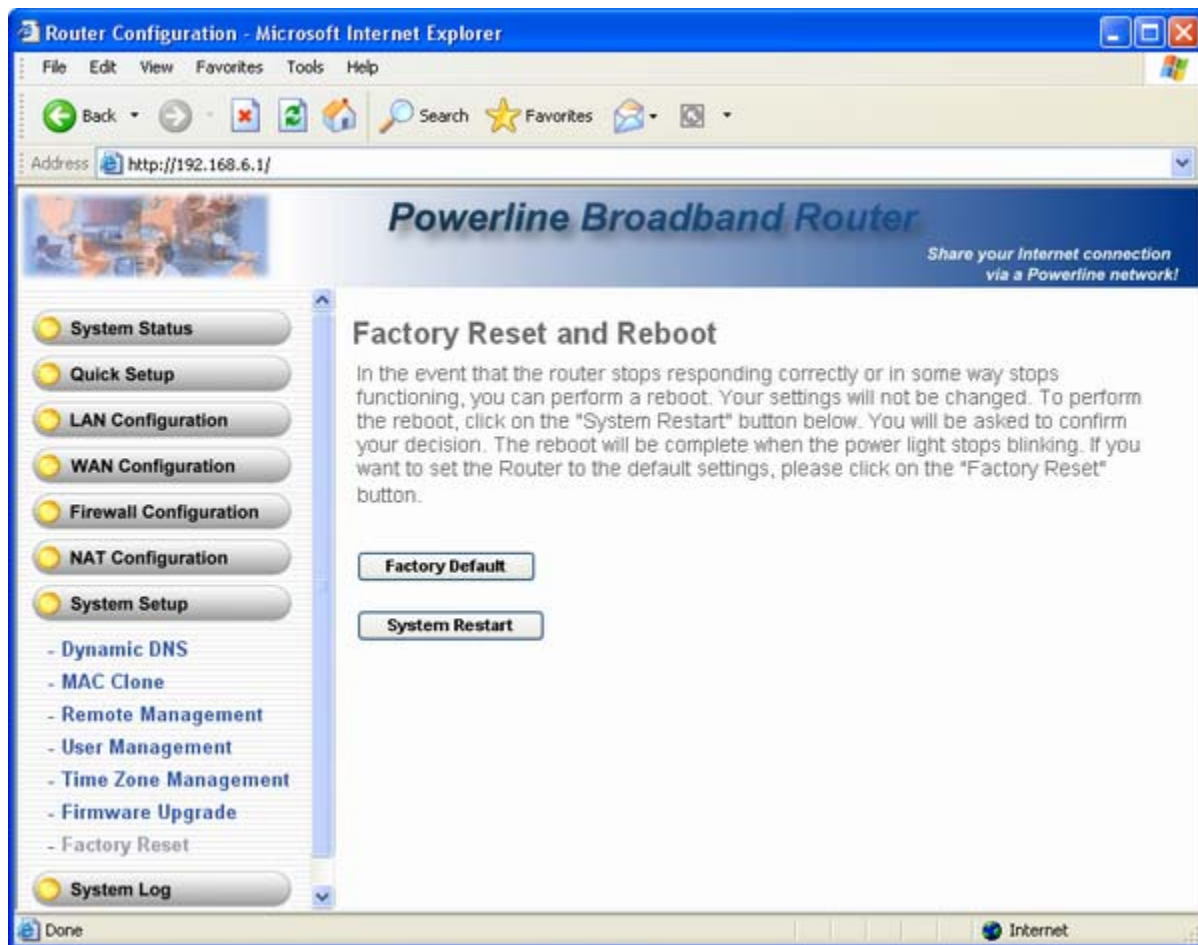 Router Configuration - Microsoft Internet Explorer
File Edit View Favorites Tools Help
Back Search Favorites
Address http://192.168.6.1/
Powerline Broadband Router
Share your Internet connection
via a Powerline network!
System Status
Quick Setup
LAN Configuration
WAN Configuration
Firewall Configuration
NAT Configuration
System Setup
- Dynamic DNS
- MAC Clone
- Remote Management
- User Management
- Time Zone Management
- Firmware Upgrade
- Factory Reset
System Log
Factory Reset and Reboot
In the event that the router stops responding correctly or in some way stops
functioning, you can perform a reboot. Your settings will not be changed. To perform
the reboot, click on the "System Restart" button below. You will be asked to confirm
your decision. The reboot will be complete when the power light stops blinking. If you
want to set the Router to the default settings, please click on the "Factory Reset"
button.
Factory Default
System Restart
Done
Internet